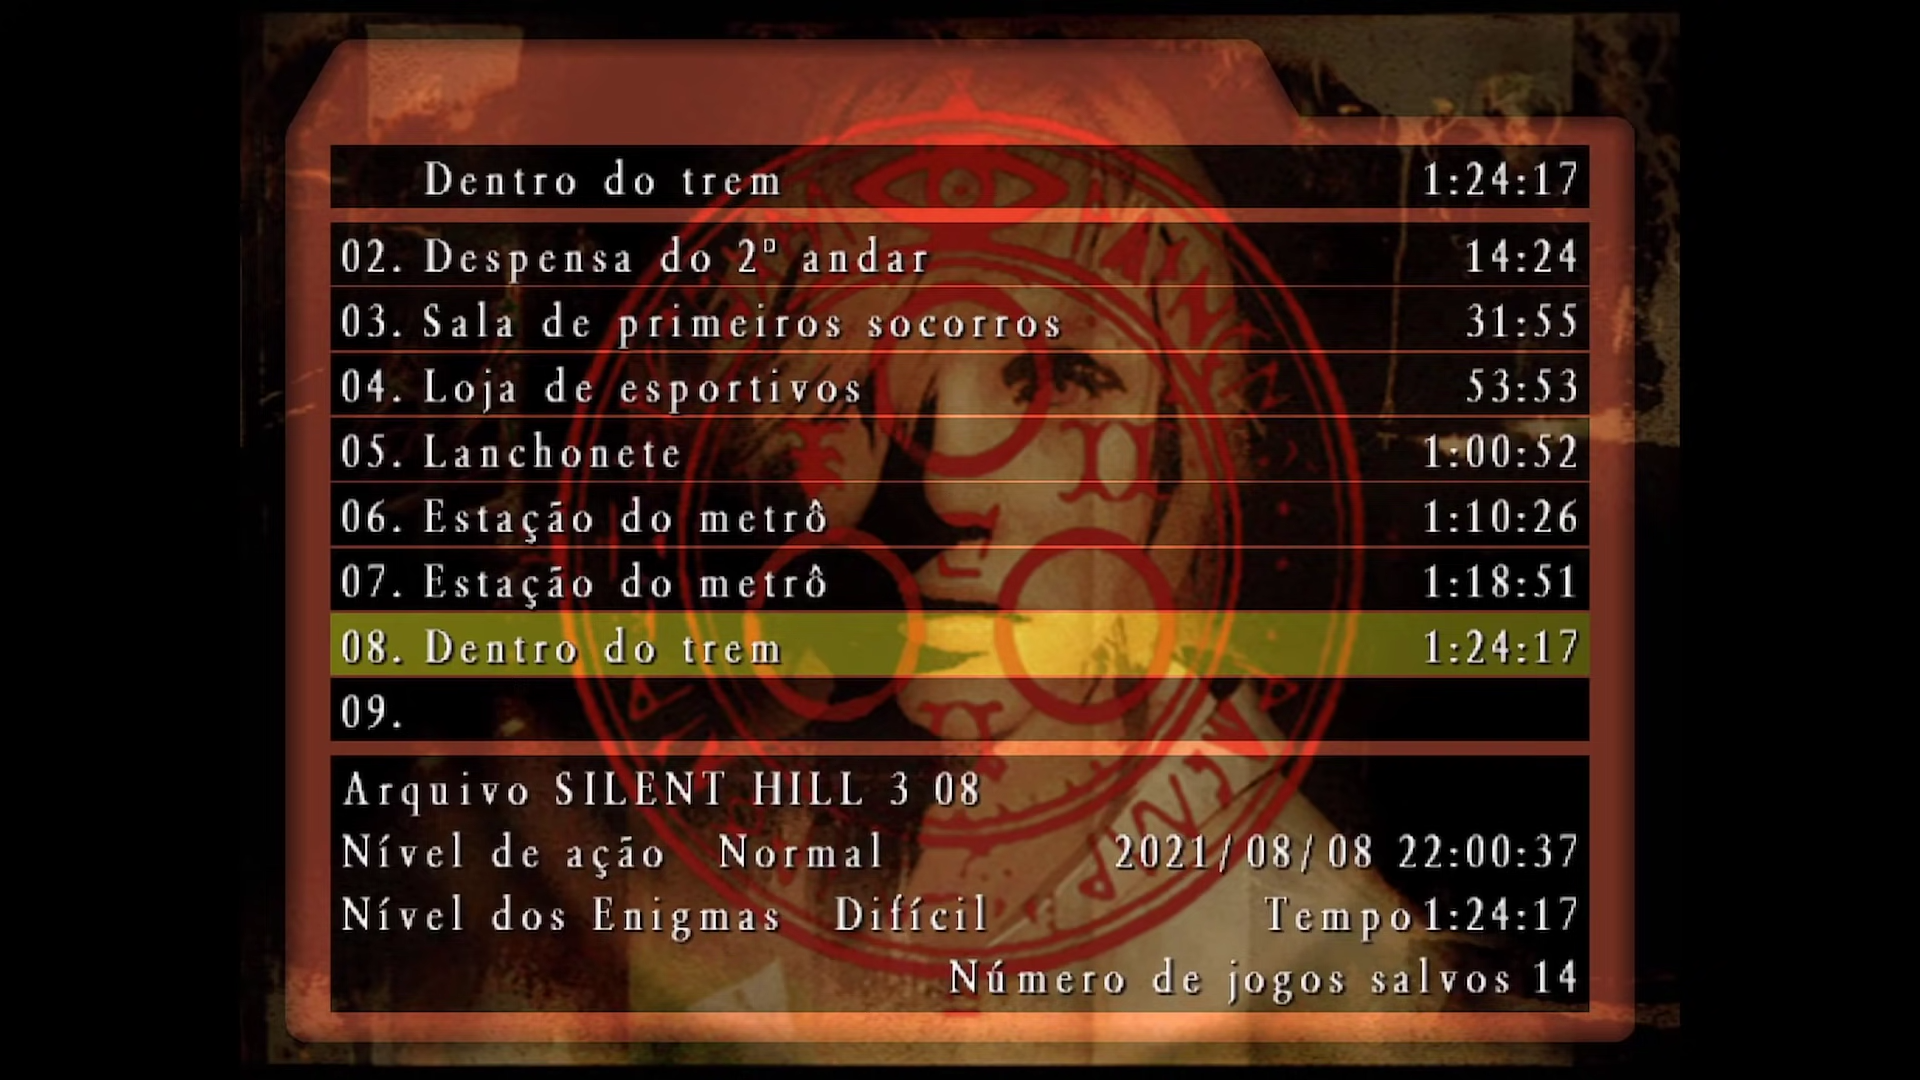 Dentro do trem 1:24:17
02. Despensa do 2º andar 14:24
03. Sala de primeiros socorros 31:55
04. Loja de esportivos 53:53
05. Lanchonete 1:00:52
06. Estação do metrô 1:10:26
07. Estação do metrô 1:18:51
08. Dentro do trem 1:24:17
09.
Arquivo SILENT HILL 3 08
Nível de ação Normal 2021/08/08 22:00:37
Nível dos Enigmas Difícil Tempo 1:24:17
Número de jogos salvos 14